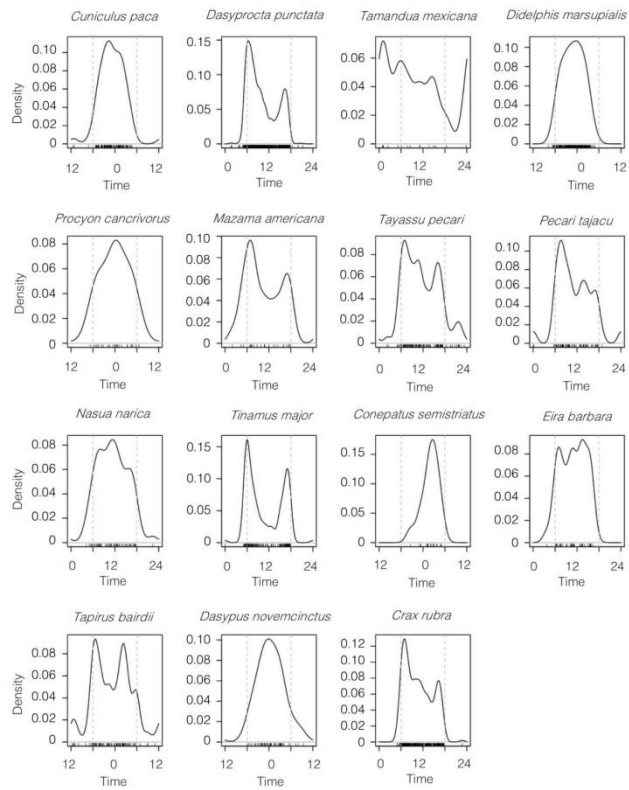 Cuniculus paca
Density
0.10
0.08
0.06
0.04
0.02
0
12 0 12
Time
Dasyprocta punctata
0.15
0.10
0.05
0
0 12 24
Time
Tamandua mexicana
0.08
0.06
0.04
0.02
0 12 24
Time
Didelphis marsupialis
0.10
0.08
0.06
0.04
0.02
0
12 0 12
Time
Procyon cancrivorus
Density
0.08
0.06
0.04
0.02
0
12 0 12
Time
Mazama americana
0.10
0.08
0.06
0.04
0.02
0
0 12 24
Time
Tayassu pecari
0.08
0.06
0.04
0.02
0
0 12 24
Time
Pecari tajacu
0.10
0.08
0.06
0.04
0.02
0
0 12 24
Time
Nasua narica
Density
0.08
0.06
0.04
0.02
0
0 12 24
Time
Tinamus major
0.15
0.10
0.05
0
0 12 24
Time
Conepatus semistriatus
0.15
0.10
0.05
0.00
12 0 12
Time
Eira barbara
0.08
0.06
0.04
0.02
0
0 12 24
Time
Tapirus bairdii
Density
0.08
0.06
0.04
0.02
0
12 0 12
Time
Dasypus novemcinctus
0.10
0.08
0.06
0.04
0.02
0
12 0 12
Time
Crax rubra
0.12
0.10
0.08
0.06
0.04
0.02
0
0 12 24
Time